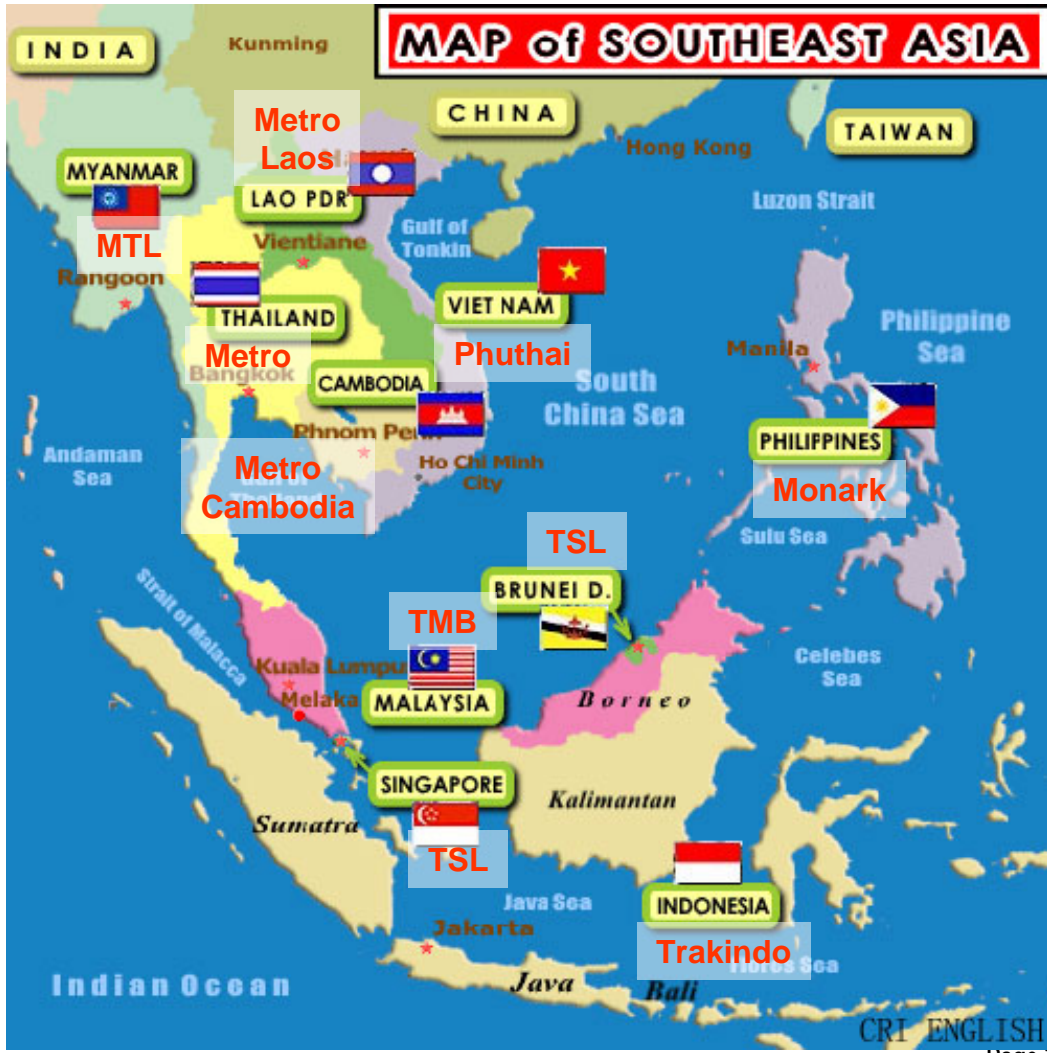 MAP of SOUTHEAST ASIA
INDIA
Kunming
CHINA
TAIWAN
Metro
Laos
Hong Kong
MYANMAR
LAO PDR
Luzon Strait
MTL
Vientiane
Gulf of
Tonkin
Rangoon
VIET NAM
THAILAND
Philippine
Sea
Metro
Phuthai
Manila
Bangkok
CAMBODIA
South
China Sea
Phnom
PHILIPPINES
Andaman
Sea
Metro
Cambodia
Ho Chi Minh
City
Monark
TSL
Sulu Sea
Strait of Malacca
BRUNEI D.
TMB
Celebes
Sea
Kuala Lumpu
Melaka
MALAYSIA
Borneo
SINGAPORE
Kalimantan
Sumatra
TSL
Java Sea
INDONESIA
Jakarta
Trakindo
Sea
Indian Ocean
Java
Bali
CRI ENGLISH